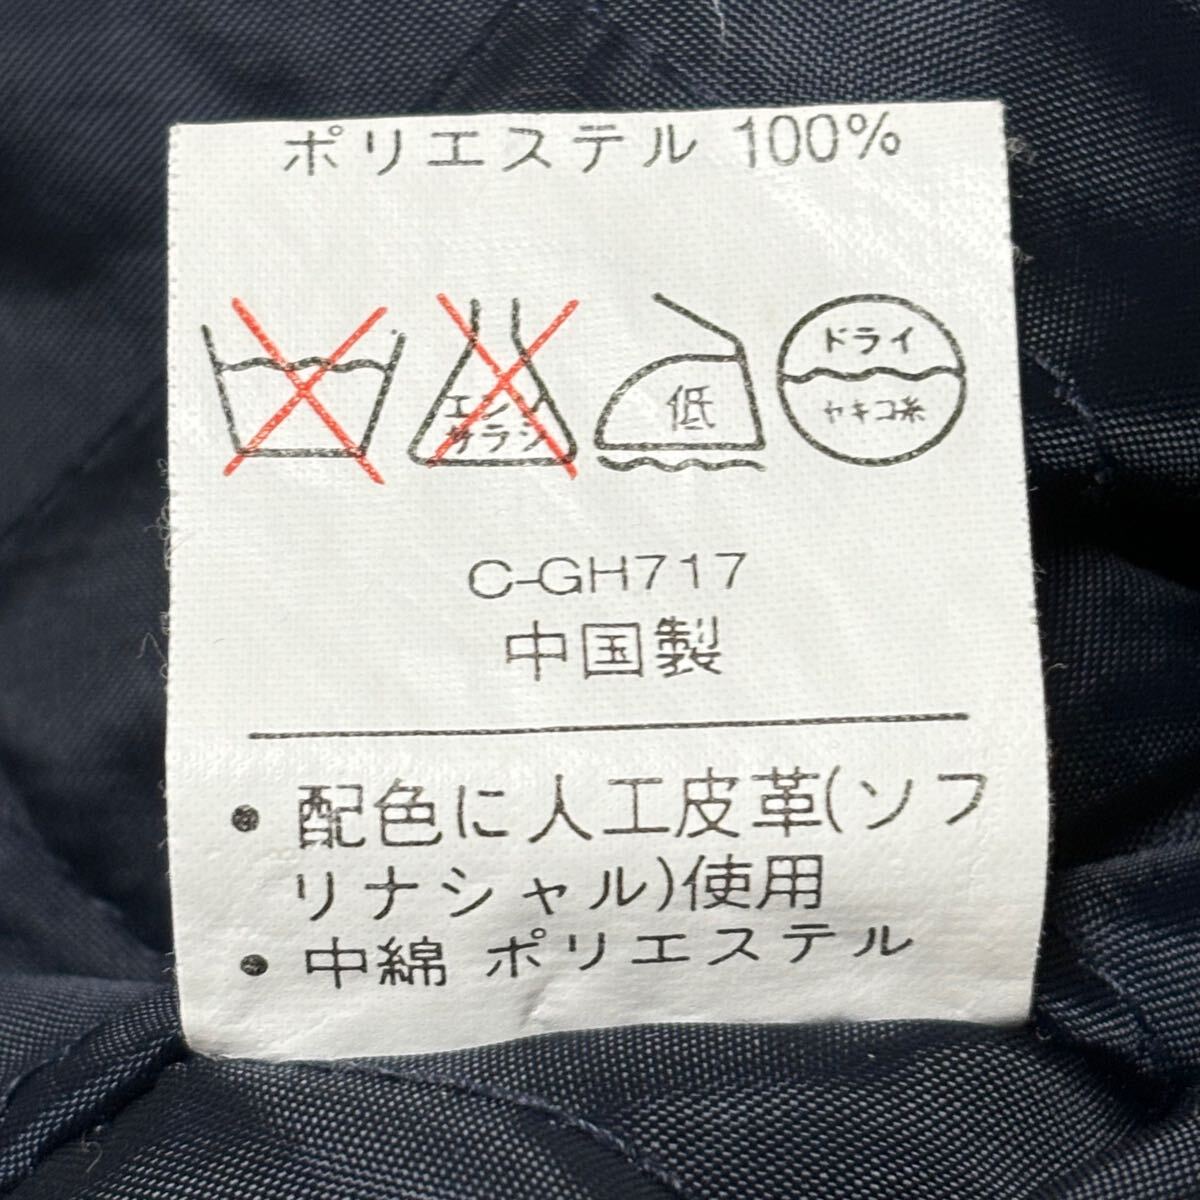 ポリエステル 100%
エンソ
サラシ
低
ドライ
セキユ系
C-GH717
中国製
• 配色に人工皮革(ソフ
リナシャル)使用
• 中綿 ポリエステル